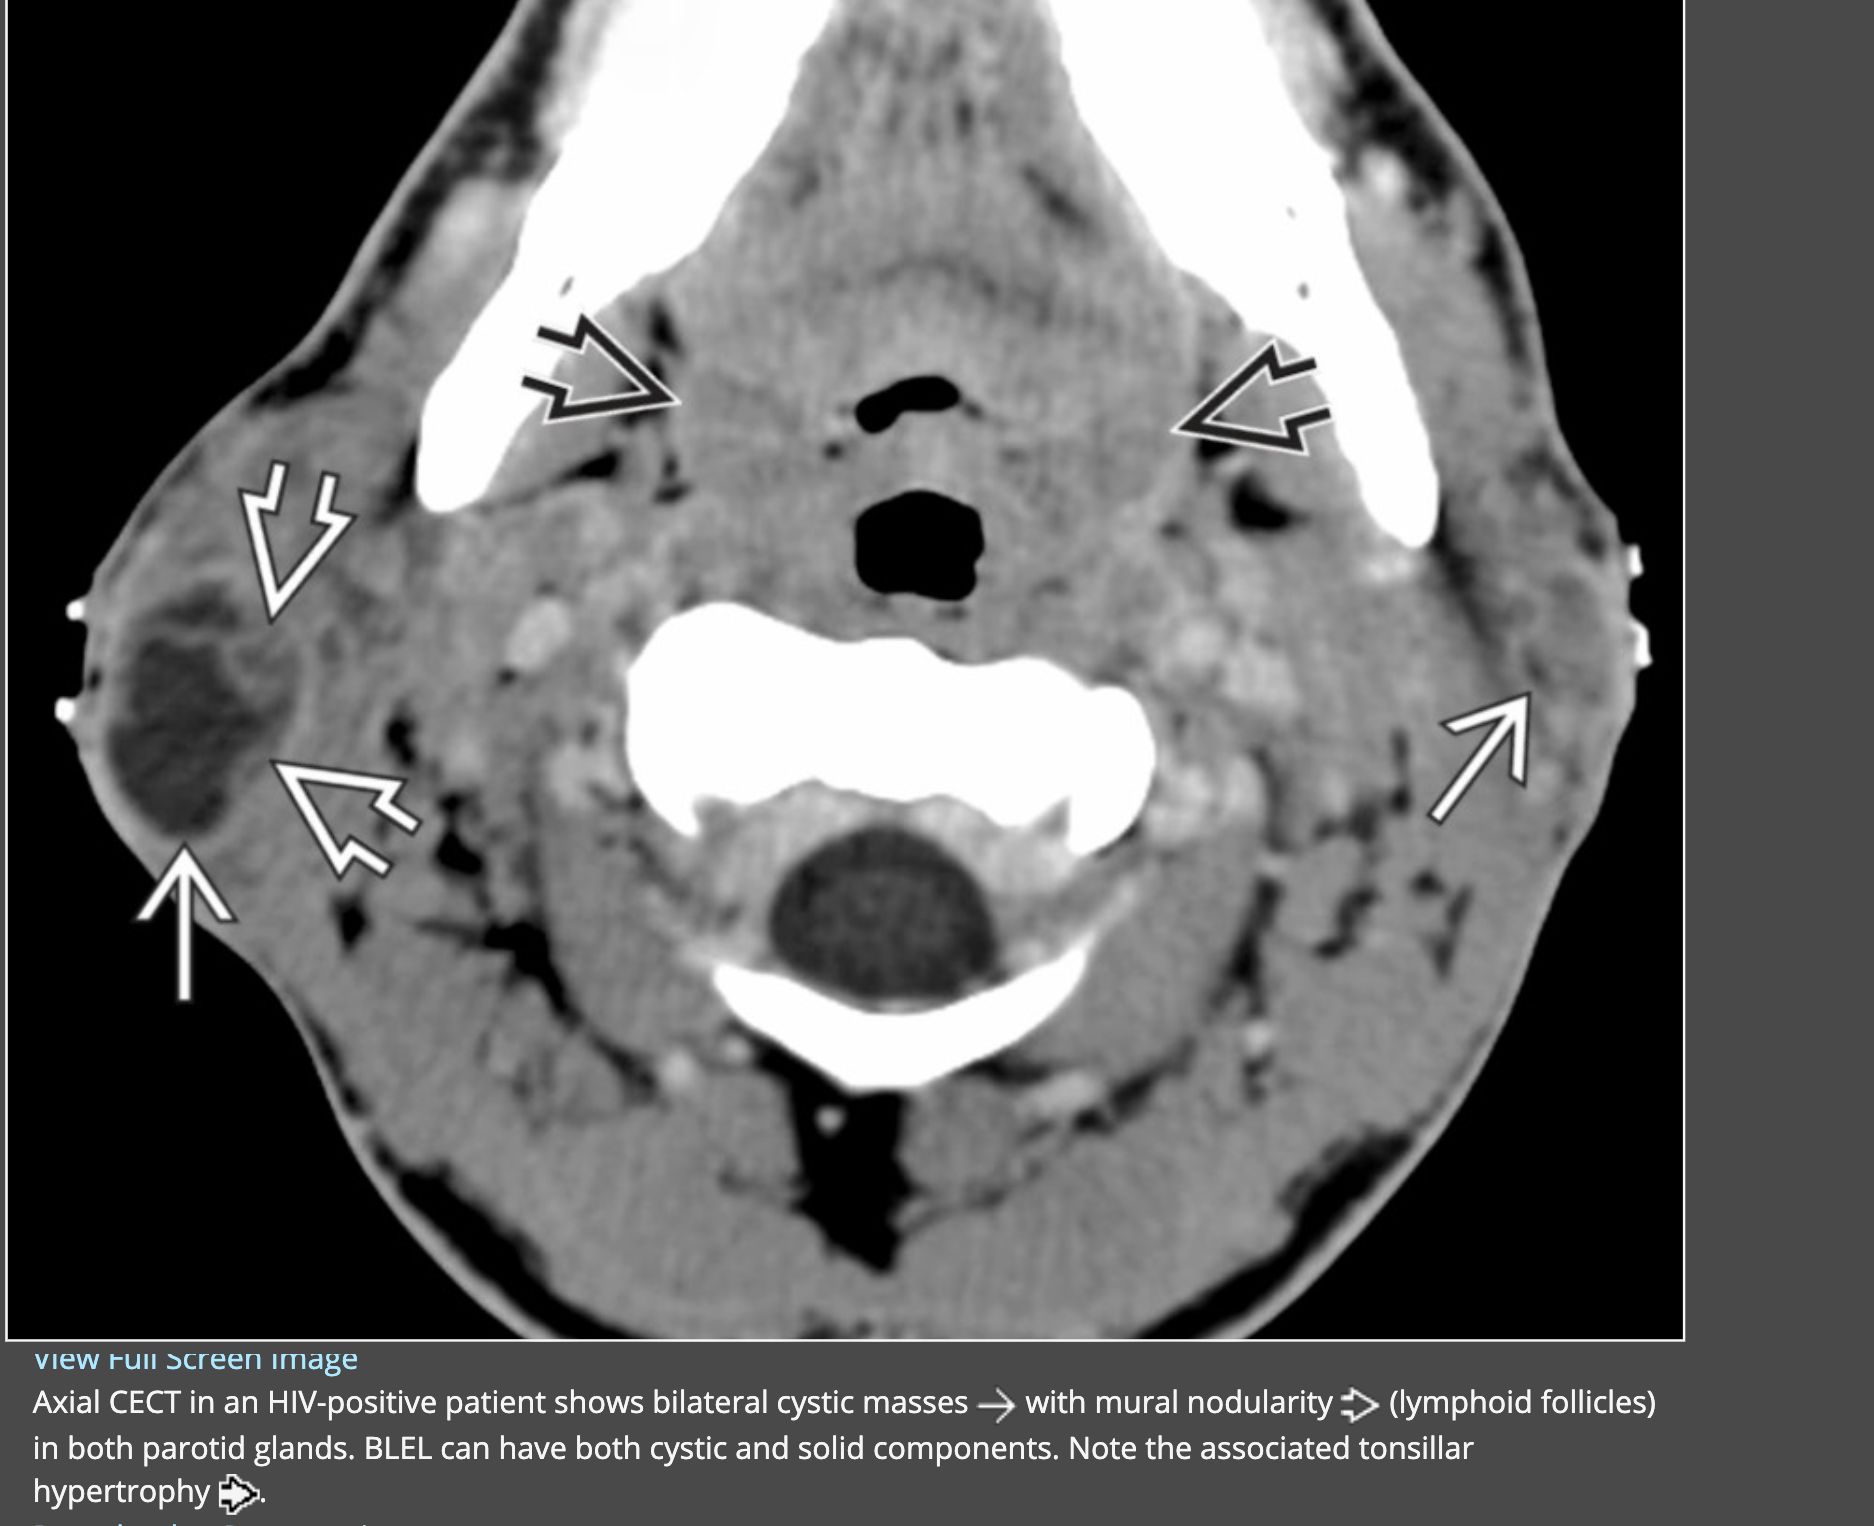 View Full Screen Image
Axial CECT in an HIV-positive patient shows bilateral cystic masses → with mural nodularity ⇨ (lymphoid follicles)
in both parotid glands. BLEL can have both cystic and solid components. Note the associated tonsillar
hypertrophy ⇨.